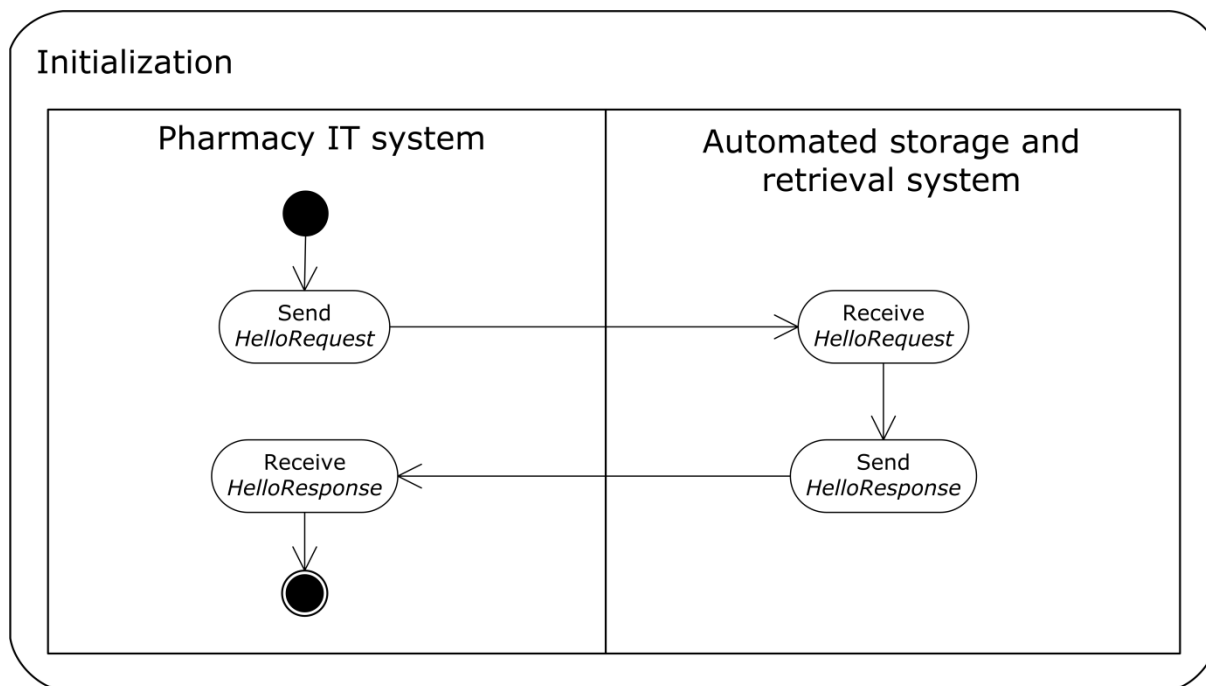 Initialization
Pharmacy IT system
Automated storage and
retrieval system
Send
HelloRequest
Receive
HelloRequest
Receive
HelloResponse
Send
HelloResponse